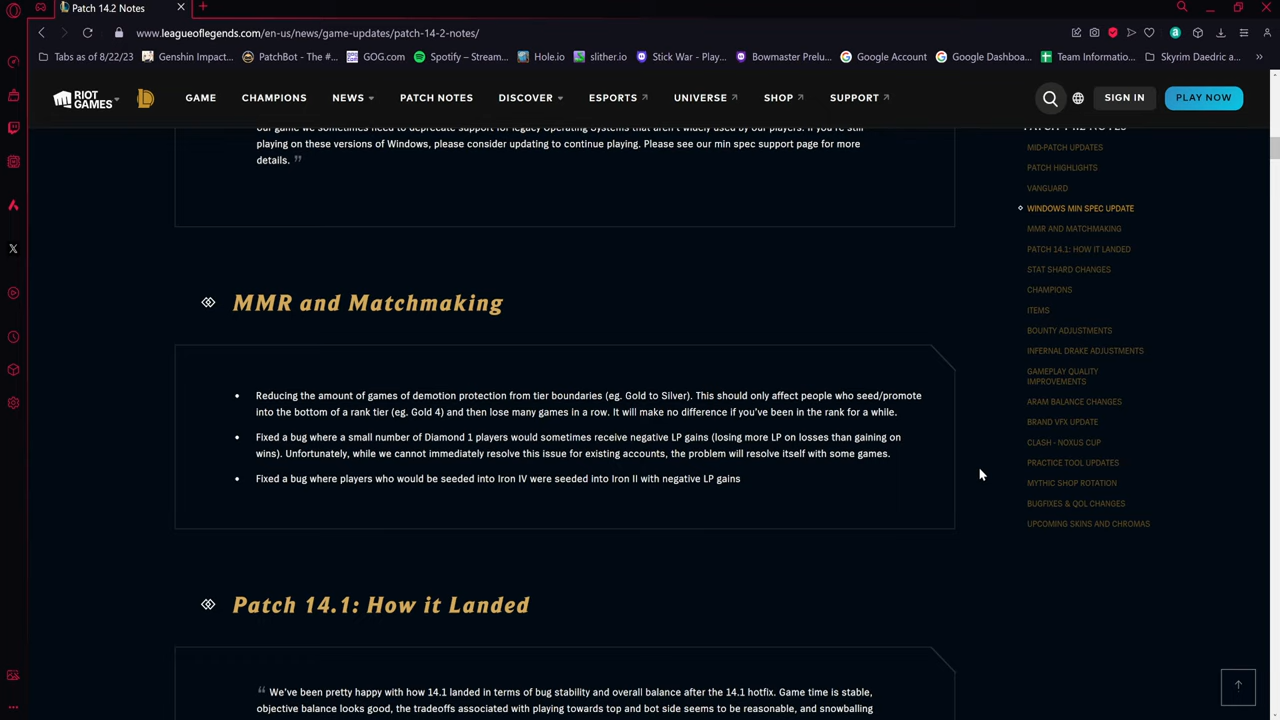 Patch 14.2 Notes
www.leagueoflegends.com/en-us/news/game-updates/patch-14-2-notes/
Tabs as of 8/22/23
Genshin Impact...
PatchBot - The #...
GOG.com
Spotify – Stream...
Hole.io
slither.io
Stick War - Play...
Bowmaster Prelu...
Google Account
Google Dashboa...
Team Informatio...
Skyrim Daedric ...
RIOT GAMES
GAME
CHAMPIONS
NEWS
PATCH NOTES
DISCOVER
ESPORTS
UNIVERSE
SHOP
SUPPORT
SIGN IN
PLAY NOW
our game we sometimes need to deprecate support for legacy Operating Systems that aren't widely used by our players. If you're still
playing on these versions of Windows, please consider updating to continue playing. Please see our min spec support page for more
details. ”
MMR and Matchmaking
• Reducing the amount of games of demotion protection from tier boundaries (eg. Gold to Silver). This should only affect people who seed/promote
into the bottom of a rank tier (eg. Gold 4) and then lose many games in a row. It will make no difference if you've been in the rank for a while.
• Fixed a bug where a small number of Diamond 1 players would sometimes receive negative LP gains (losing more LP on losses than gaining on
wins). Unfortunately, while we cannot immediately resolve this issue for existing accounts, the problem will resolve itself with some games.
• Fixed a bug where players who would be seeded into Iron IV were seeded into Iron II with negative LP gains
Patch 14.1: How it Landed
“ We've been pretty happy with how 14.1 landed in terms of bug stability and overall balance after the 14.1 hotfix. Game time is stable,
objective balance looks good, the tradeoffs associated with playing towards top and bot side seems to be reasonable, and snowballing
MID-PATCH UPDATES
PATCH HIGHLIGHTS
VANGUARD
WINDOWS MIN SPEC UPDATE
MMR AND MATCHMAKING
PATCH 14.1: HOW IT LANDED
STAT SHARD CHANGES
CHAMPIONS
ITEMS
BOUNTY ADJUSTMENTS
INFERNAL DRAKE ADJUSTMENTS
GAMEPLAY QUALITY
IMPROVEMENTS
ARAM BALANCE CHANGES
BRAND VFX UPDATE
CLASH - NOXUS CUP
PRACTICE TOOL UPDATES
MYTHIC SHOP ROTATION
BUGFIXES & QOL CHANGES
UPCOMING SKINS AND CHROMAS